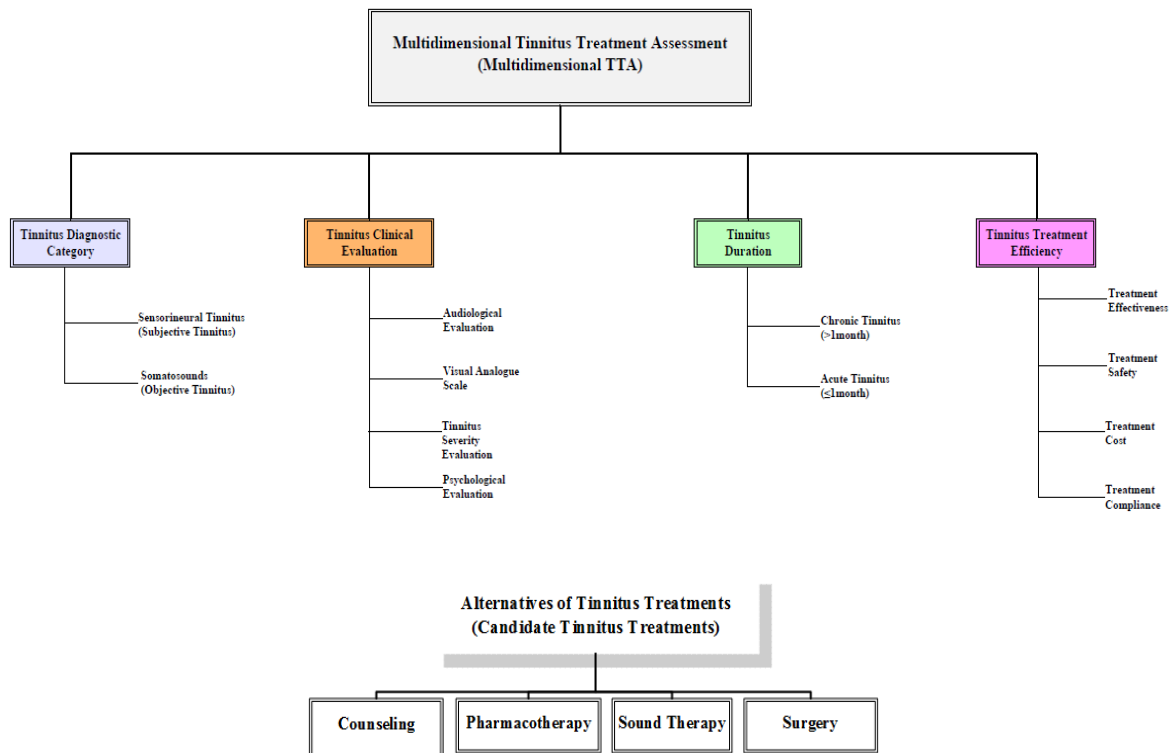 Multidimensional Tinnitus Treatment Assessment
(Multidimensional TTA)
Tinnitus Diagnostic
Category
Tinnitus Clinical
Evaluation
Tinnitus
Duration
Tinnitus Treatment
Efficiency
Sensorineural Tinnitus
(Subjective Tinnitus)
Somatosounds
(Objective Tinnitus)
Audiological
Evaluation
Visual Analogue
Scale
Tinnitus
Severity
Evaluation
Psychological
Evaluation
Chronic Tinnitus
(>1month)
Acute Tinnitus
(≤1month)
Treatment
Effectiveness
Treatment
Safety
Treatment
Cost
Treatment
Compliance
Alternatives of Tinnitus Treatments
(Candidate Tinnitus Treatments)
Counseling
Pharmacotherapy
Sound Therapy
Surgery